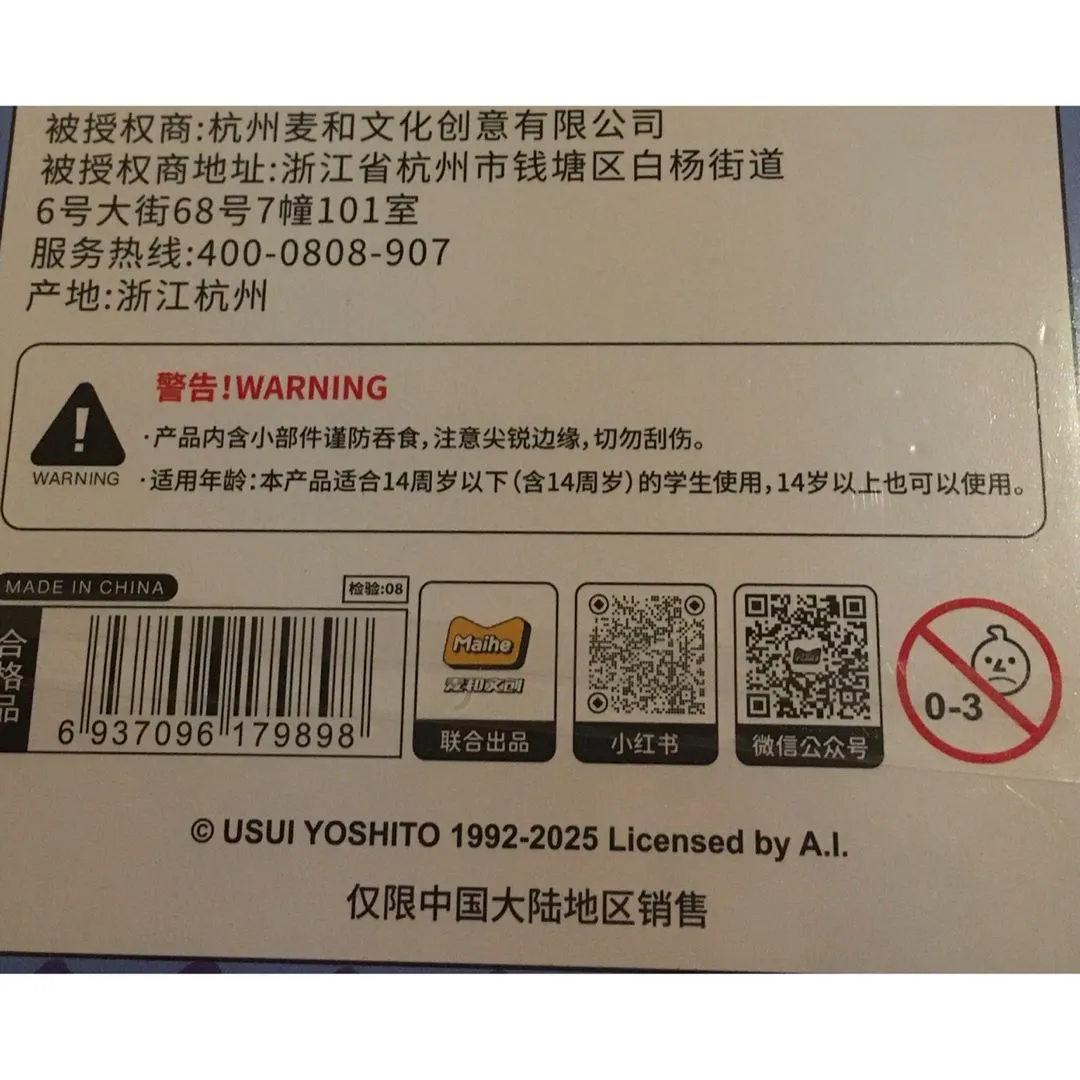 被授权商:杭州麦和文化创意有限公司
被授权商地址:浙江省杭州市钱塘区白杨街道
6号大街68号7幢101室
服务热线:400-0808-907
产地:浙江杭州
警告!WARNING
·产品内含小部件谨防吞食,注意尖锐边缘,切勿刮伤。
WARNING
·适用年龄:本产品适合14周岁以下(含14周岁)的学生使用,14岁以上也可以使用。
MADE IN CHINA
检验:08
合格品
6 937096 179898
Maihe
麦和文创
联合出品
小红书
微信公众号
0-3
© USUI YOSHITO 1992-2025 Licensed by A.I.
仅限中国大陆地区销售